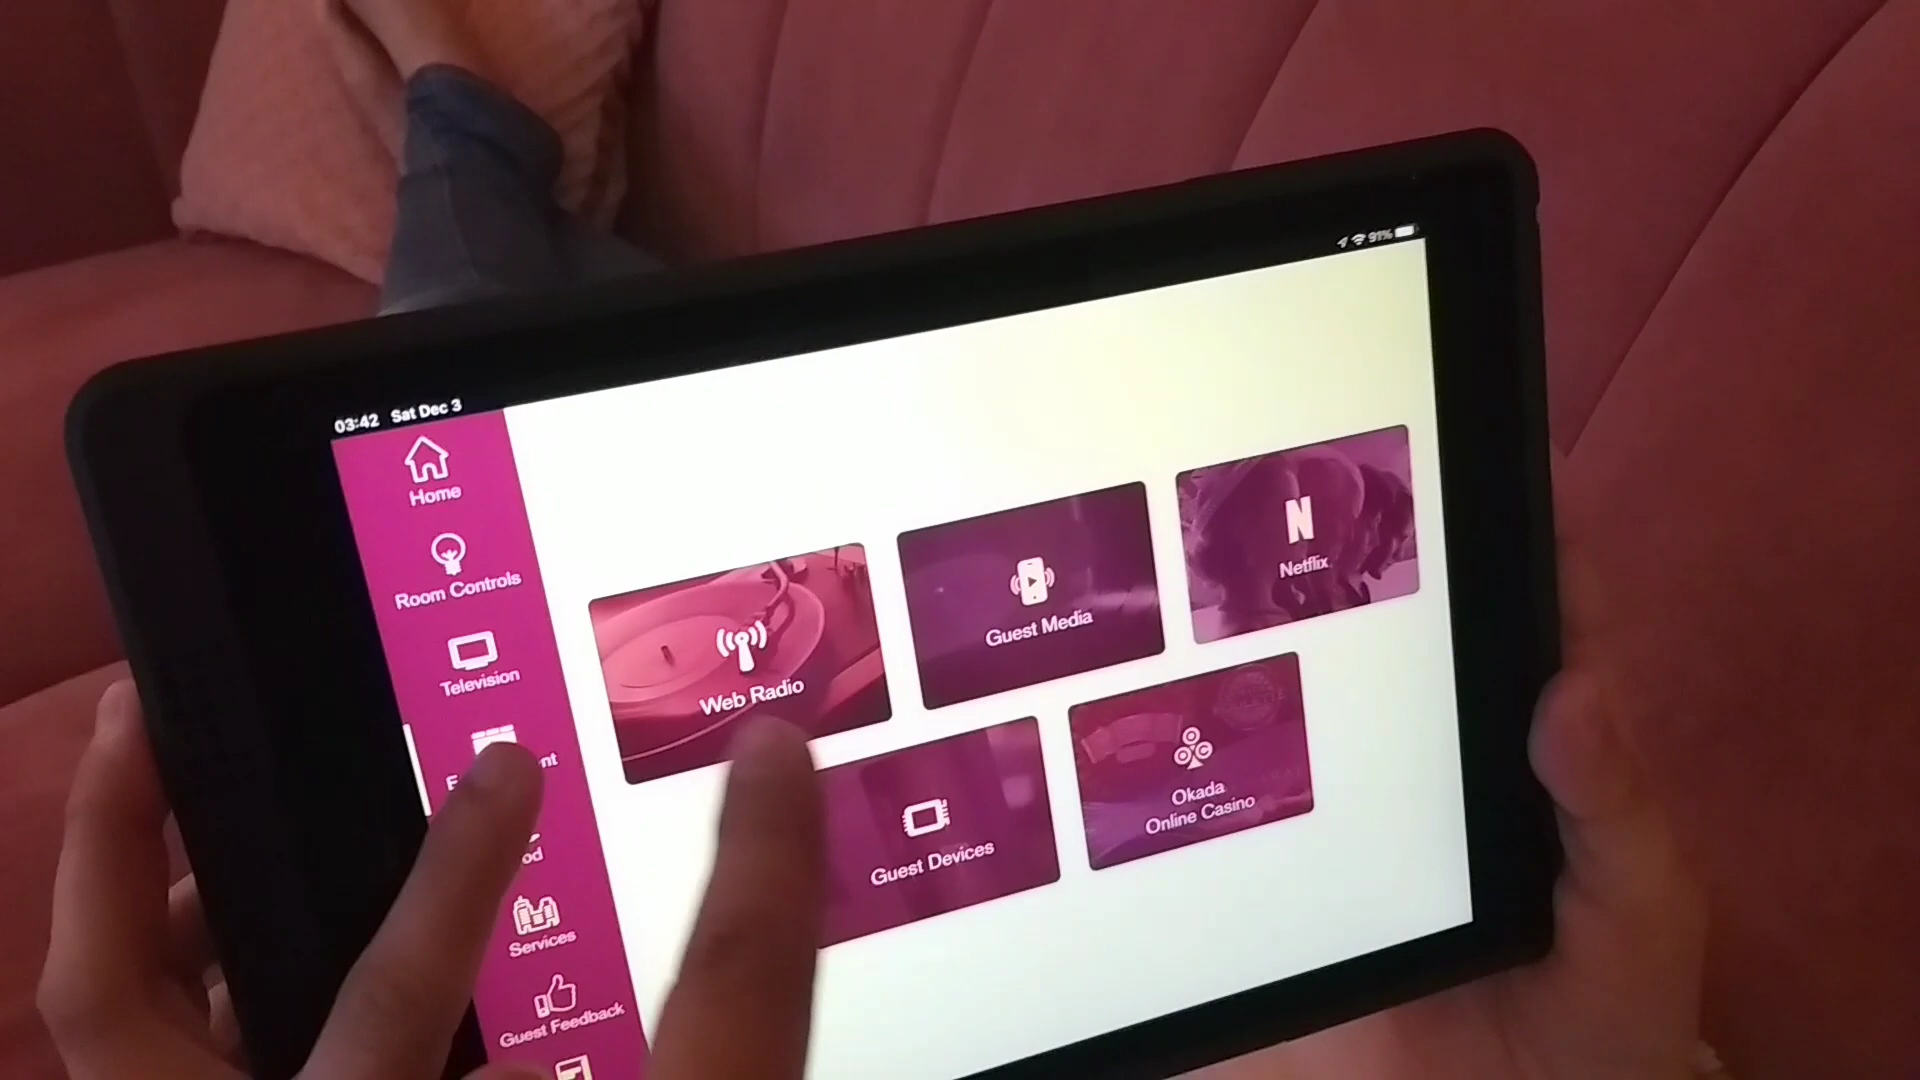 03:42 Sat Dec 3
91%
Home
Room Controls
Television
Services
Guest Feedback
Web Radio
Guest Media
N
Netflix
Guest Devices
Okada
Online Casino